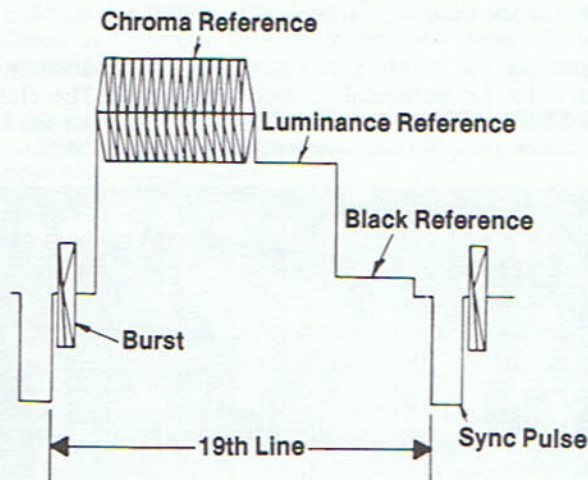 Chroma Reference
Luminance Reference
Black Reference
Burst
19th Line
Sync Pulse